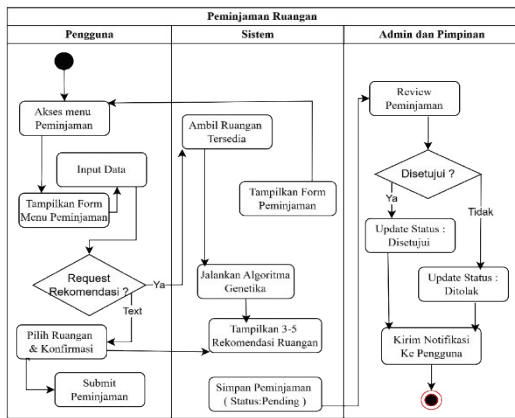 Peminjaman Ruangan
Pengguna
Sistem
Admin dan Pimpinan
Akses menu
Peminjaman
Input Data
Tampilkan Form
Menu Peminjaman
Request
Rekomendasi ?
Ya
Text
Pilih Ruangan
& Konfirmasi
Submit
Peminjaman
Ambil Ruangan
Tersedia
Tampilkan Form
Peminjaman
Jalankan Algoritma
Genetika
Tampilkan 3-5
Rekomendasi Ruangan
Simpan Peminjaman
( Status:Pending )
Review
Peminjaman
Disetujui ?
Ya
Tidak
Update Status :
Disetujui
Update Status :
Ditolak
Kirim Notifikasi
Ke Pengguna